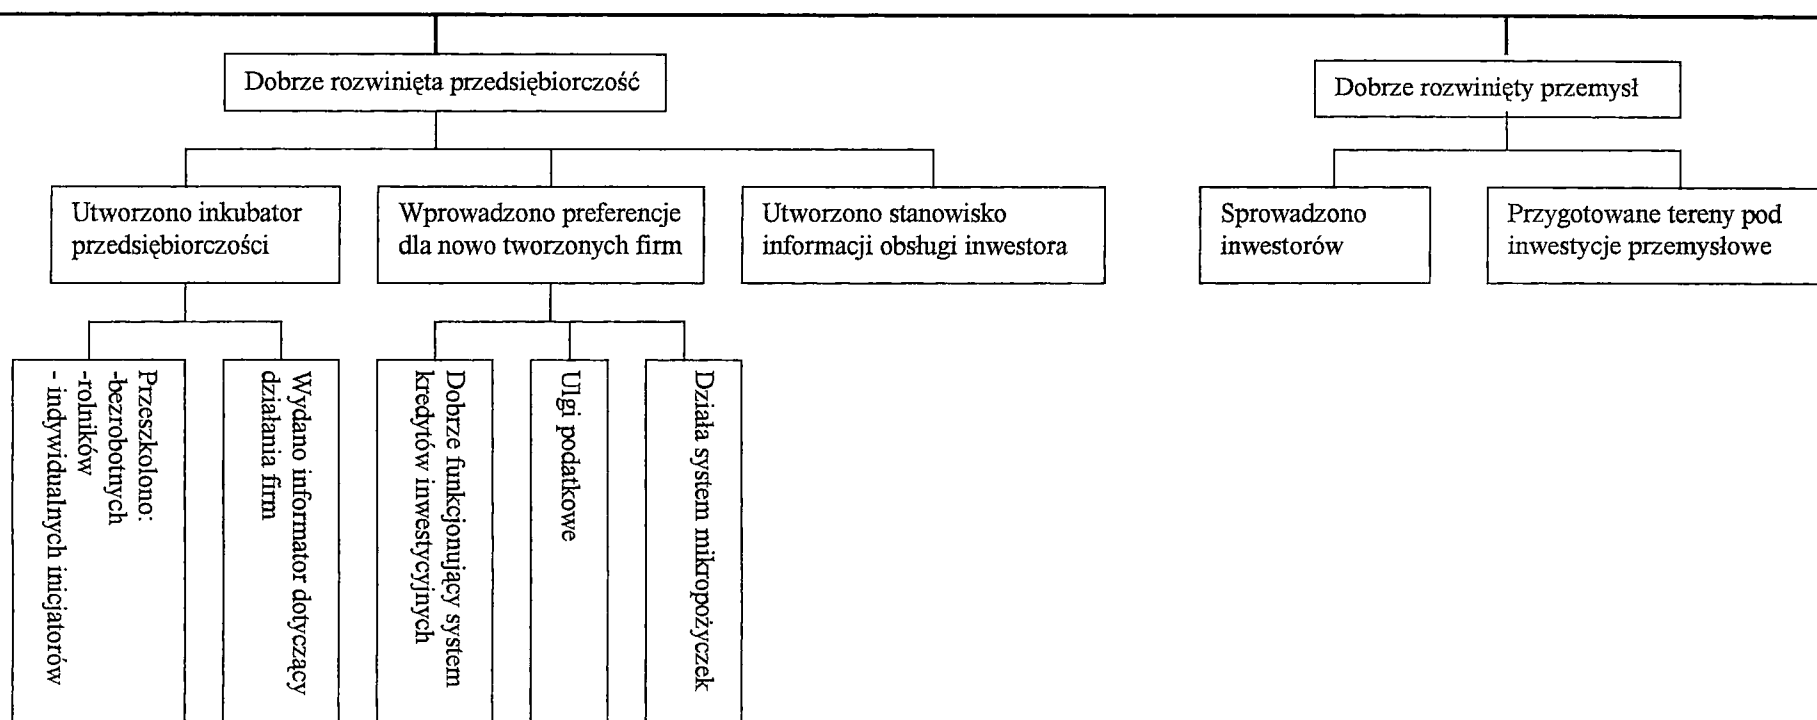 Dobrze rozwinięta przedsiębiorczość
Dobrze rozwinięty przemysł
Utworzono inkubator
przedsiębiorczości
Wprowadzono preferencje
dla nowo tworzonych firm
Utworzono stanowisko
informacji obsługi inwestora
Sprowadzono
inwestorów
Przygotowane tereny pod
inwestycje przemysłowe
Przeszkolono:
-bezrobotnych
-rolników
- indywidualnych inicjatorów
Wydano informator dotyczący
działania firm
Dobrze funkcjonujący system
kredytów inwestycyjnych
Ulgi podatkowe
Działa system mikropożyczek